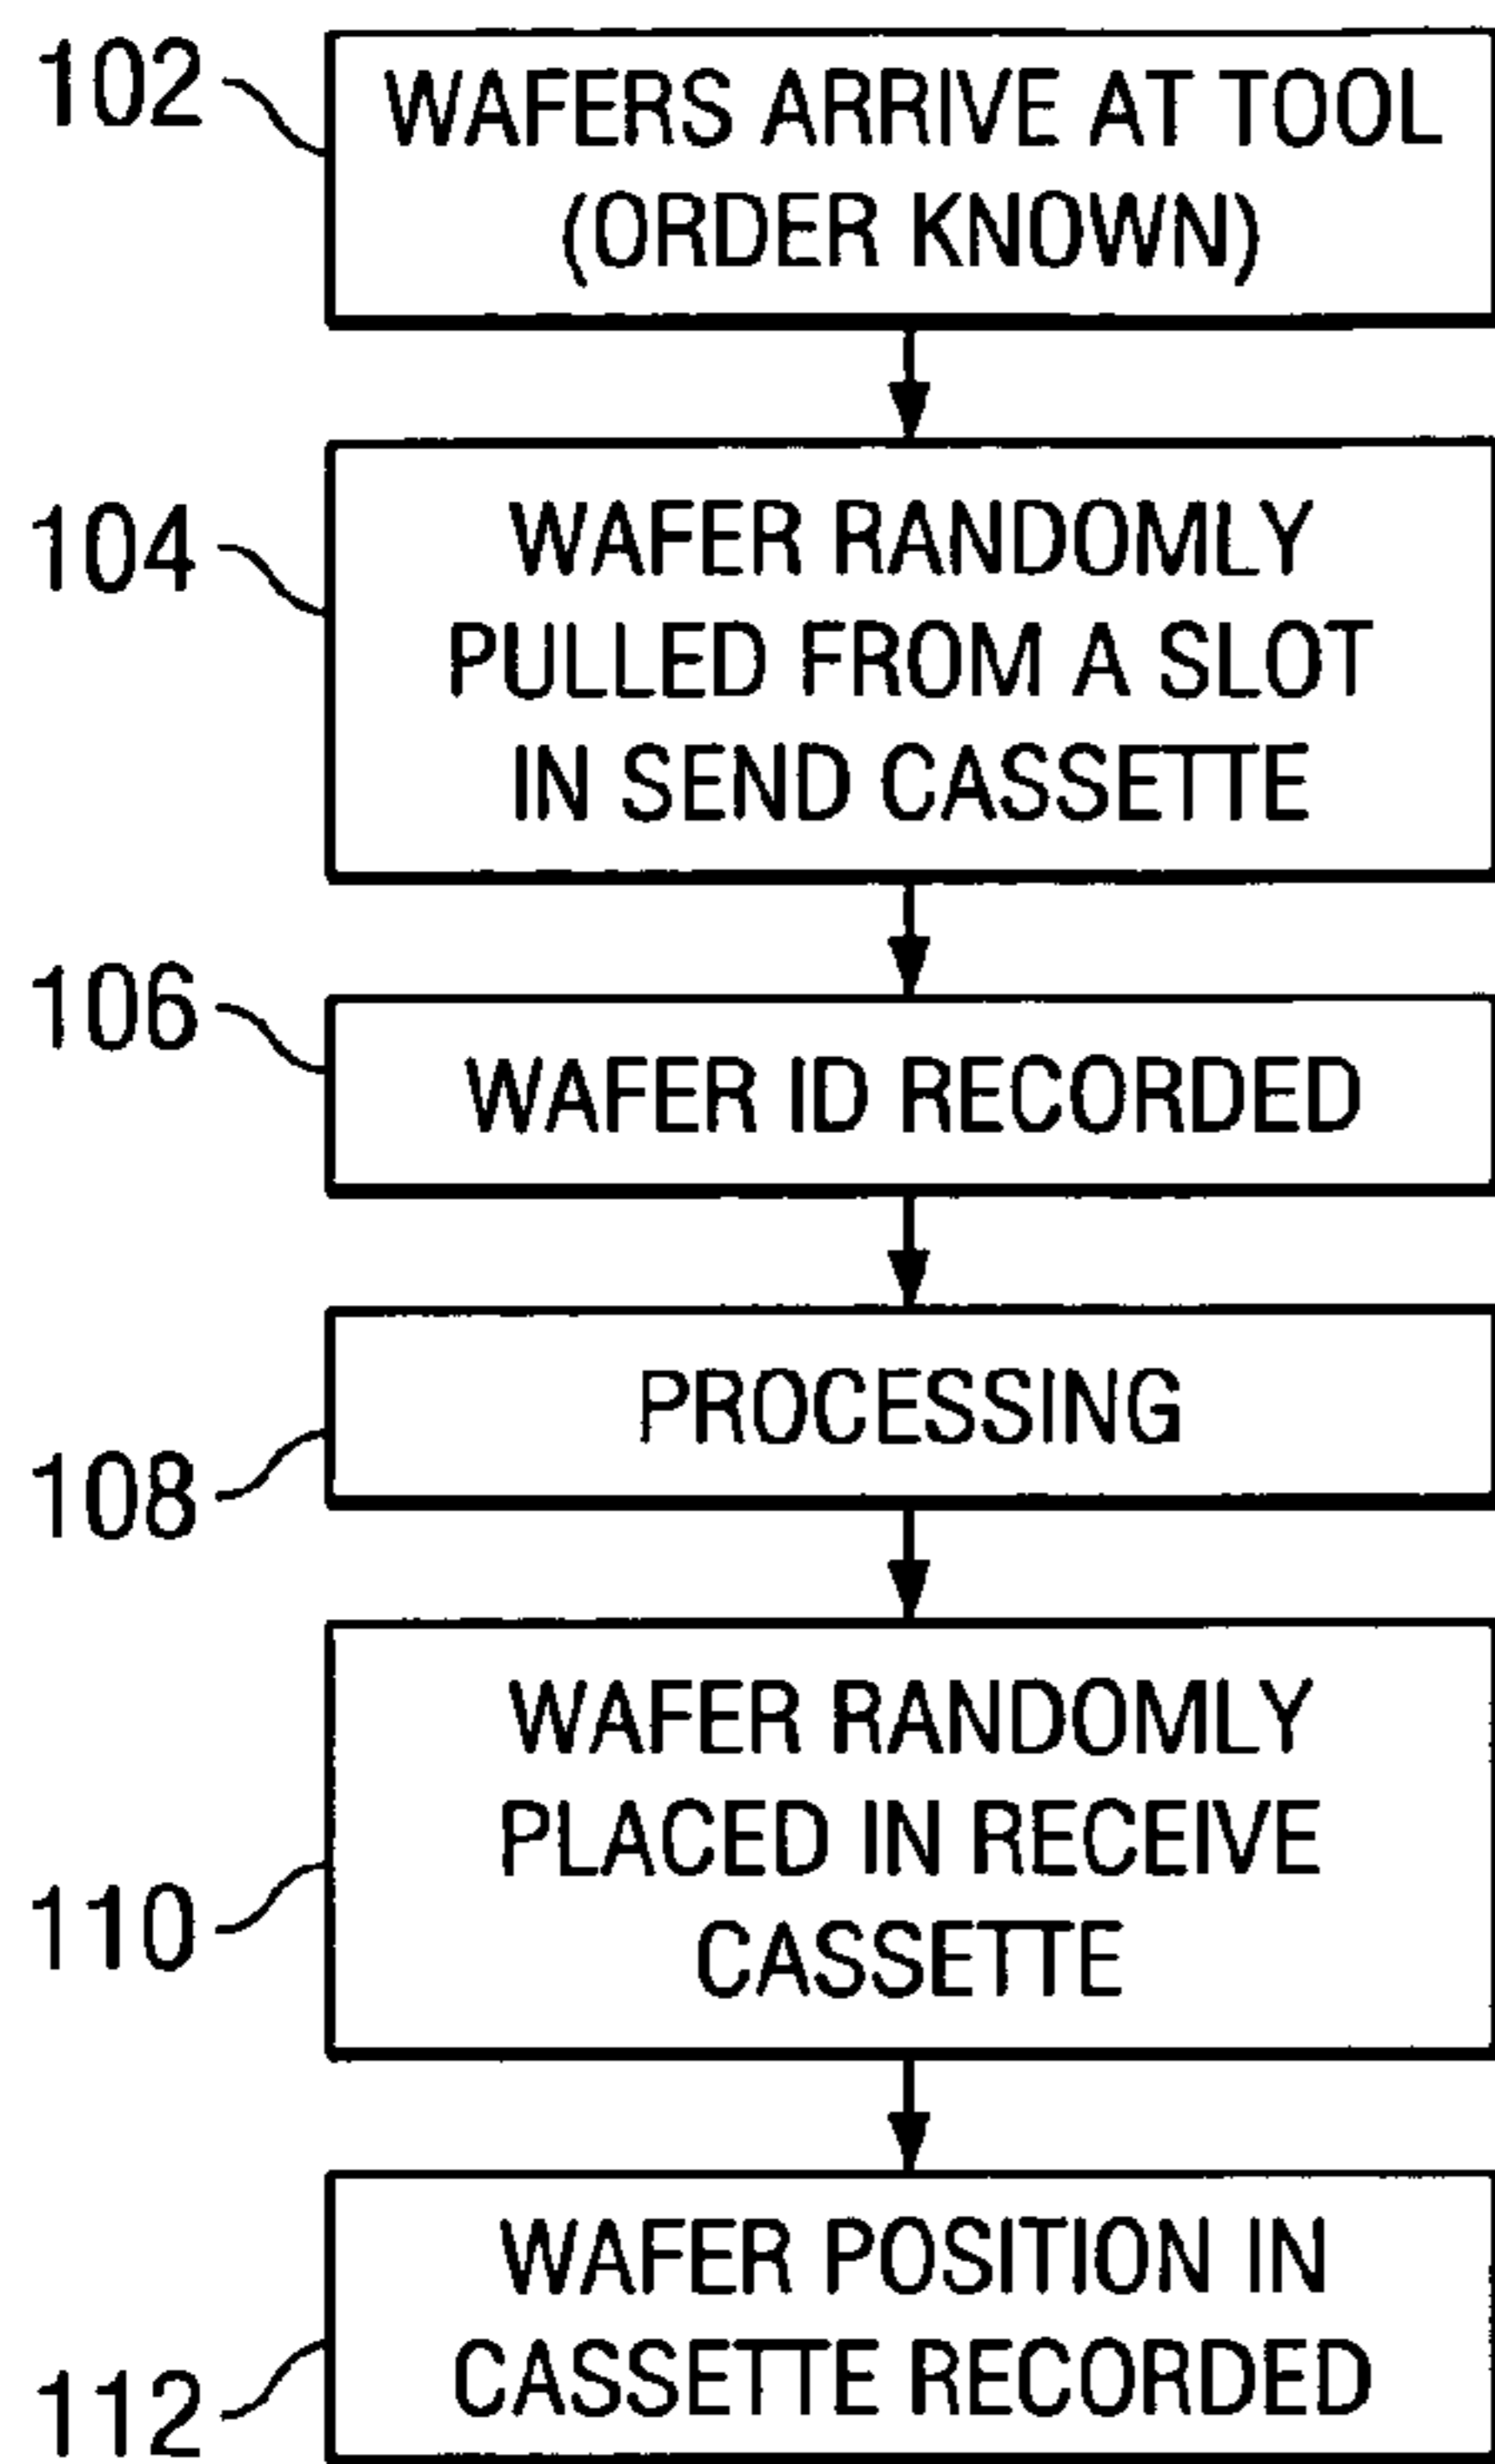 102
WAFERS ARRIVE AT TOOL
(ORDER KNOWN)
104
WAFER RANDOMLY
PULLED FROM A SLOT
IN SEND CASSETTE
106
WAFER ID RECORDED
PROCESSING
108
WAFER RANDOMLY
PLACED IN RECEIVE
CASSETTE
110
WAFER POSITION IN
CASSETTE RECORDED
112